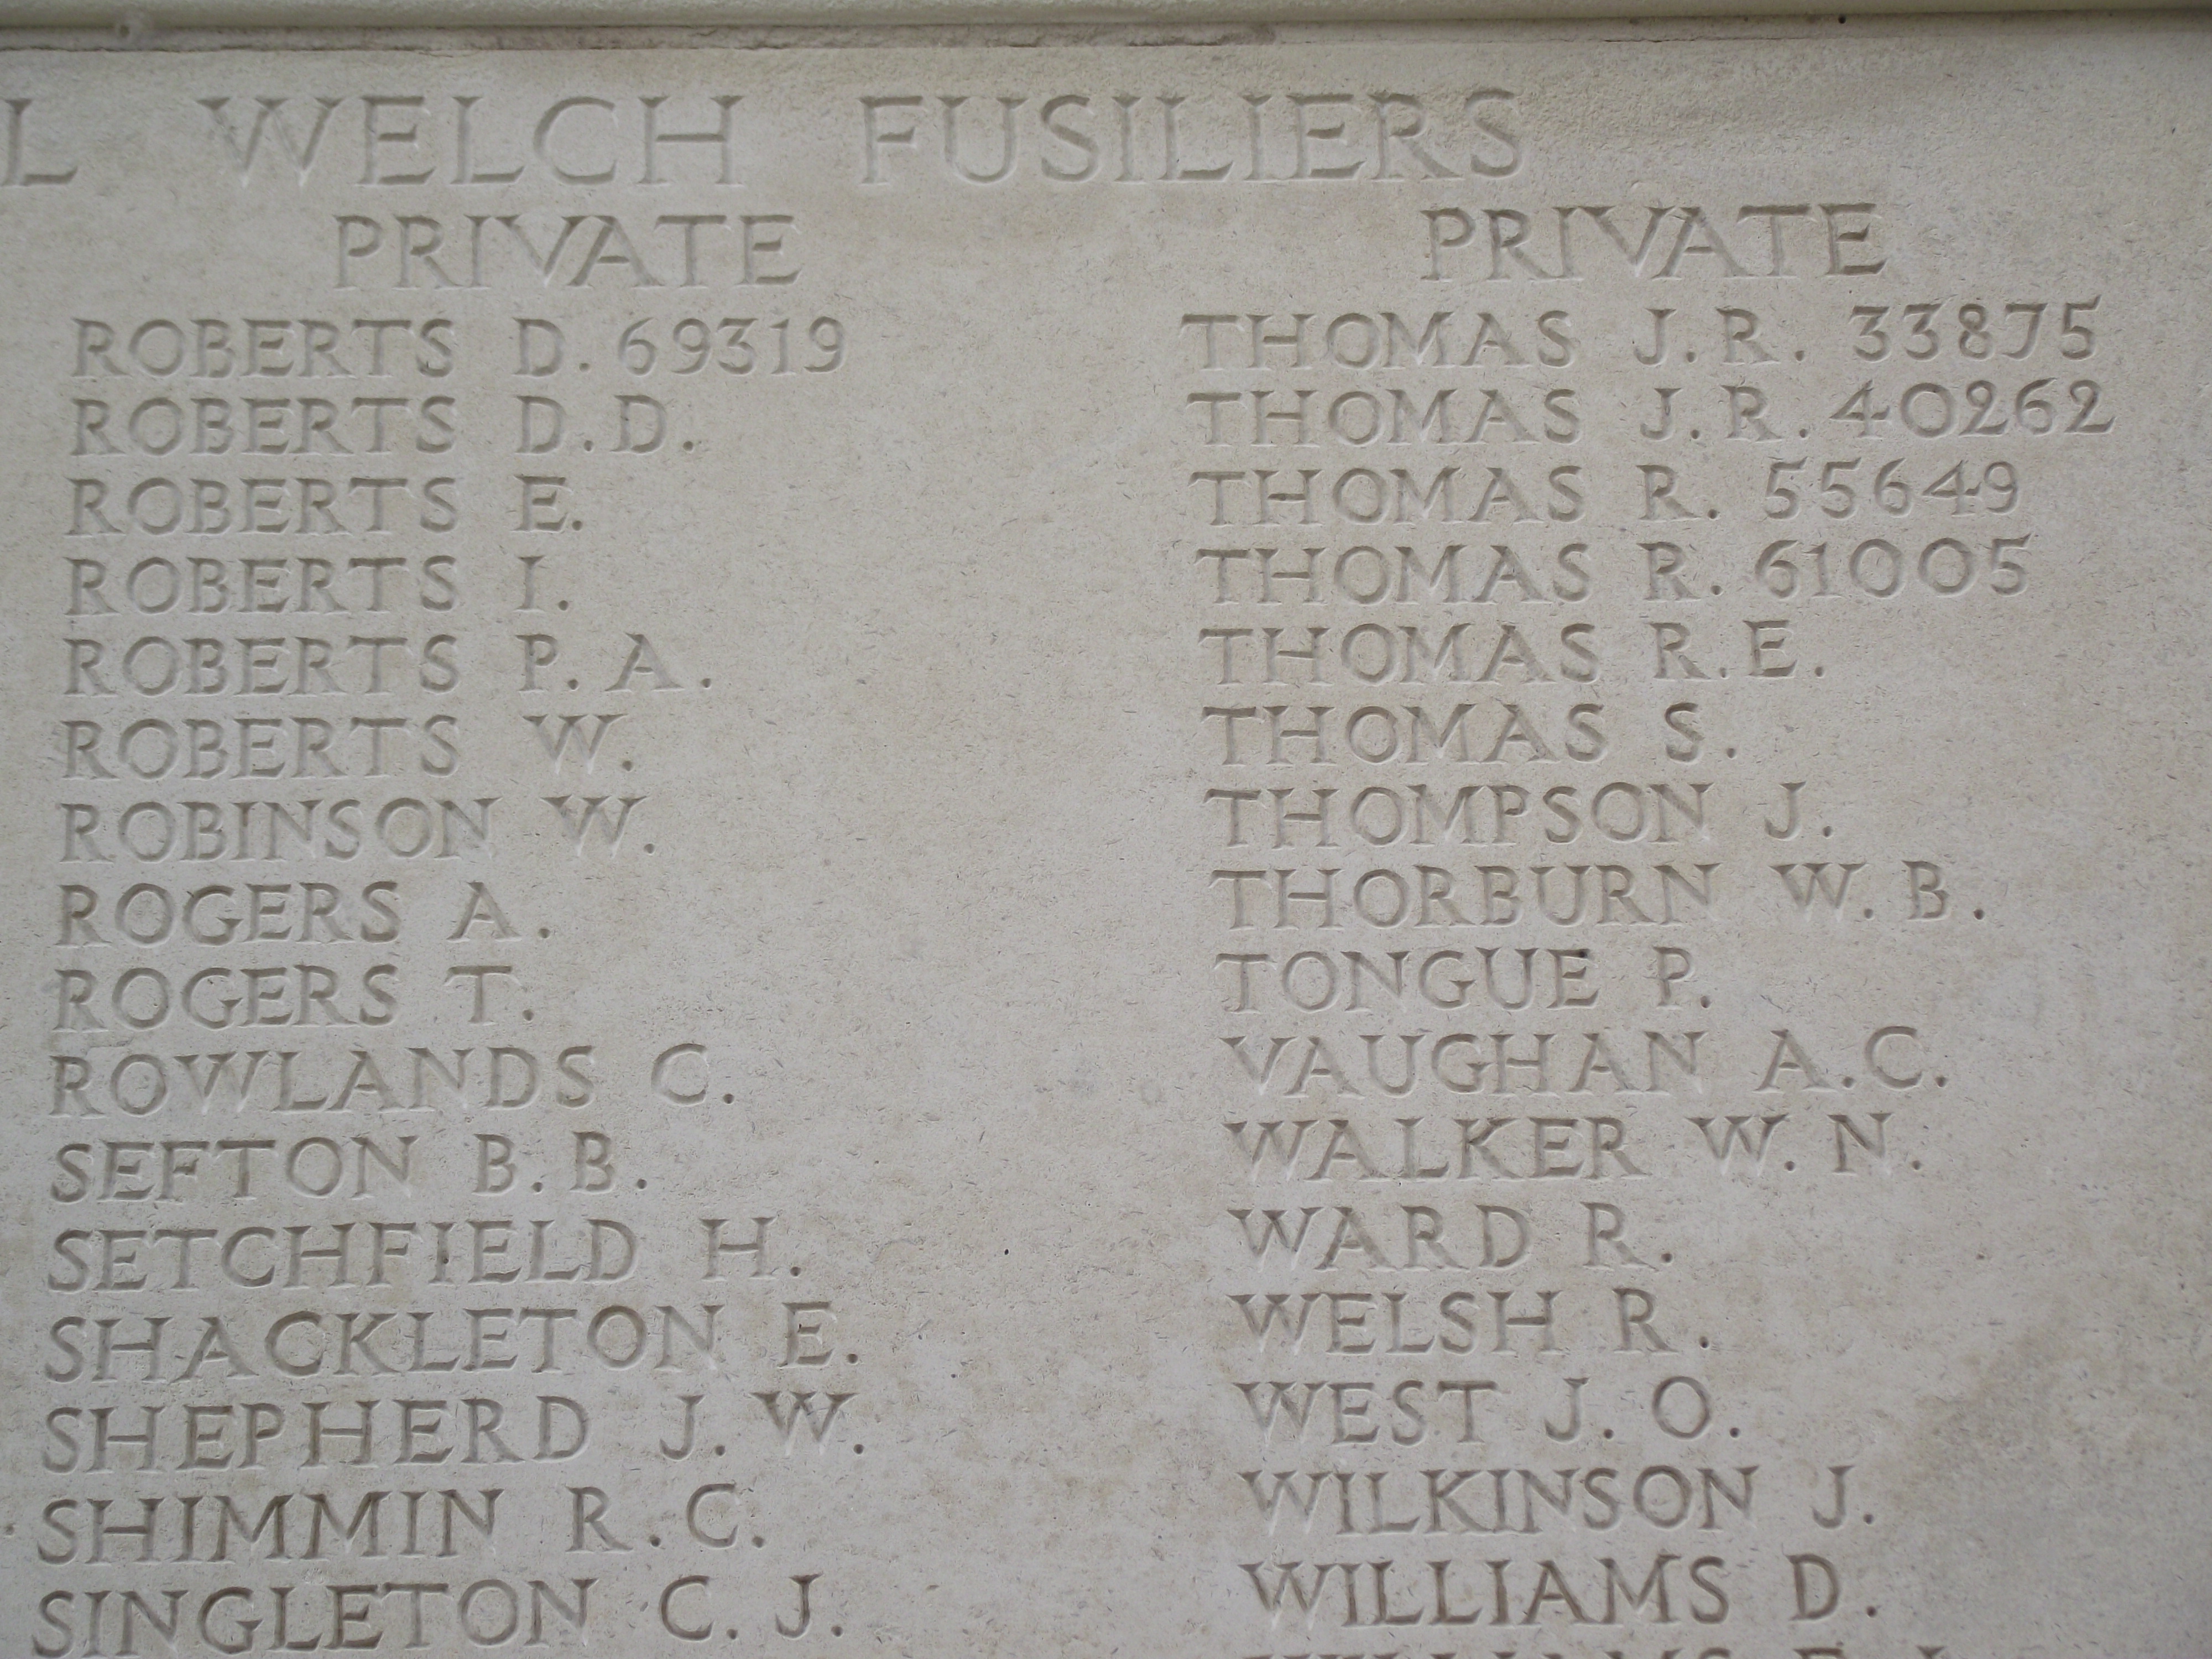 L WELCH FUSILIERS
PRIVATE
ROBERTS D. 69319
ROBERTS D.D.
ROBERTS E.
ROBERTS I.
ROBERTS P. A.
ROBERTS W.
ROBINSON W.
ROGERS A.
ROGERS T.
ROWLANDS C.
SEFTON B. B.
SETCHFIELD H.
SHACKLETON E.
SHEPHERD J. W.
SHIMMIN R. C.
SINGLETON C. J.
PRIVATE
THOMAS J. R. 33875
THOMAS J. R. 40262
THOMAS R. 55649
THOMAS R. 61005
THOMAS R. E.
THOMAS S.
THOMPSON J.
THORBURN W. B.
TONGUE P.
VAUGHAN A. C.
WALKER W. N.
WARD R.
WELSH R.
WEST J. O.
WILKINSON J.
WILLIAMS D.